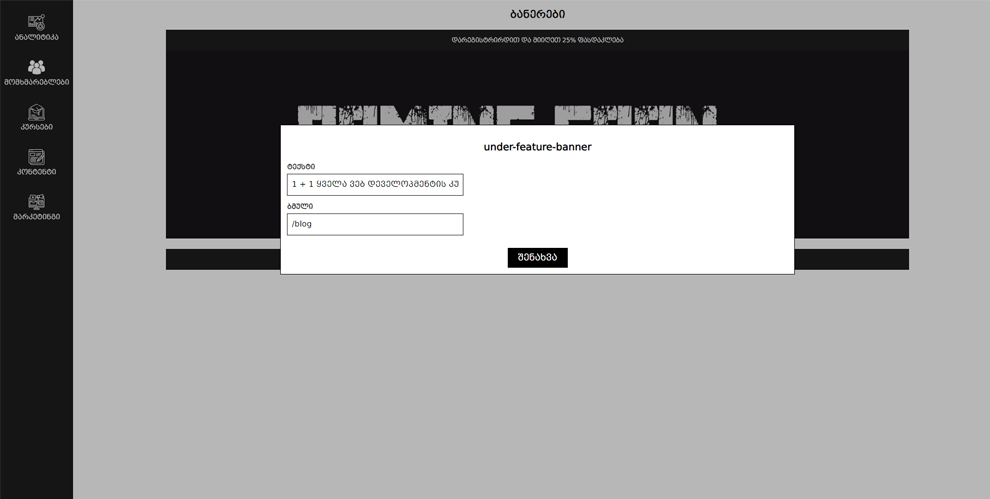 ანალიტიკა
მომხმარებლები
კურსები
კონტენტი
მარკეტინგი
ბანერები
დარეგისტრირდით და მიიღეთ 25% ფასდაკლება
under-feature-banner
ტექსტი
1 + 1 ყველა ვებ დეველოპმენტის კუ
ბმული
/blog
შენახვა